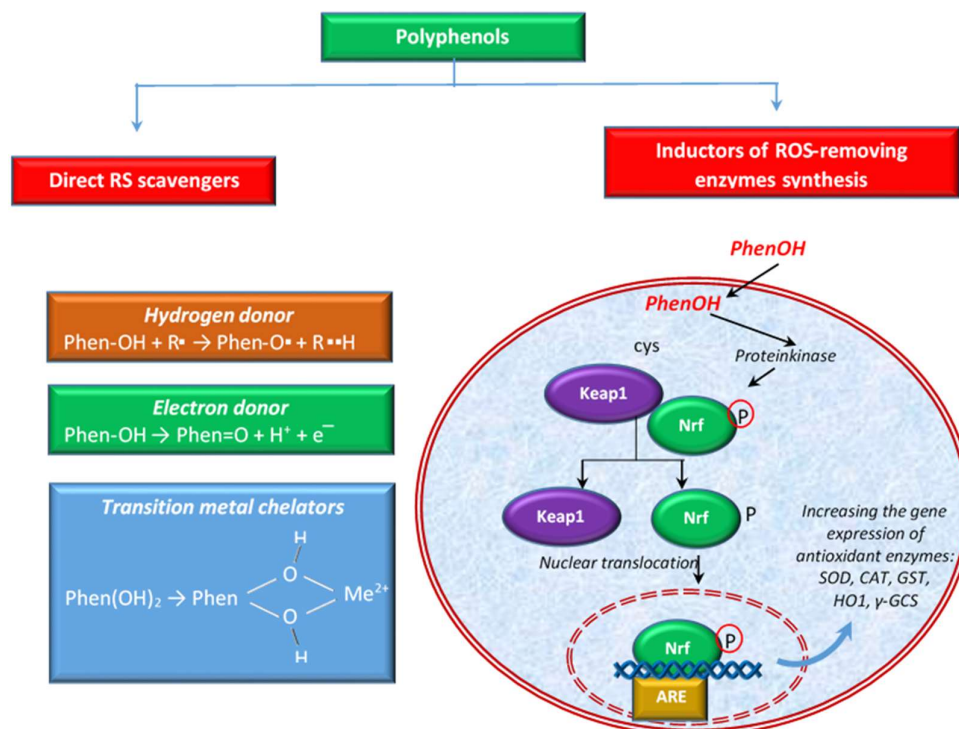 Polyphenols
Direct RS scavengers
Inductors of ROS-removing
enzymes synthesis
Hydrogen donor
Phen-OH + R▪ → Phen-O▪ + R▪▪H
Electron donor
Phen-OH → Phen=O + H⁺ + e⁻
Transition metal chelators
H
O
Phen(OH)₂ → Phen
Me²⁺
O
H
PhenOH
PhenOH
cys
Proteinkinase
Keap1
Nrf
P
Keap1
Nrf
P
Nuclear translocation
Increasing the gene
expression of
antioxidant enzymes:
SOD, CAT, GST,
HO1, γ-GCS
Nrf
P
ARE